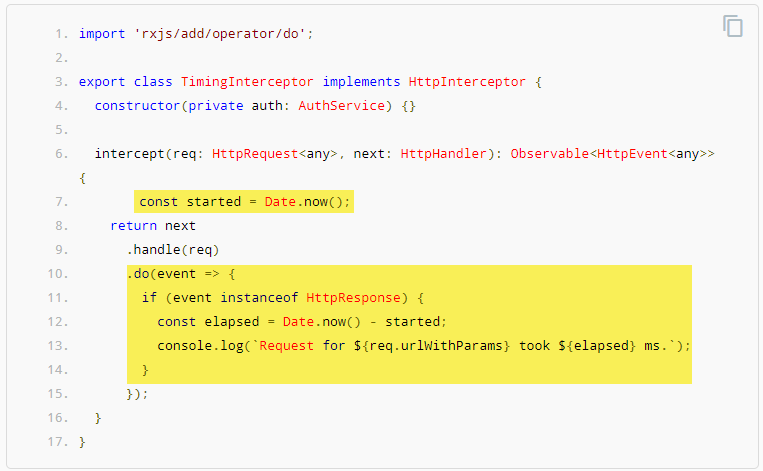 1. import 'rxjs/add/operator/do';
2.
3. export class TimingInterceptor implements HttpInterceptor {
4. constructor(private auth: AuthService) {}
5.
6. intercept(req: HttpRequest<any>, next: HttpHandler): Observable<HttpEvent<any>>
{
7. const started = Date.now();
8. return next
9. .handle(req)
10. .do(event => {
11. if (event instanceof HttpResponse) {
12. const elapsed = Date.now() - started;
13. console.log(`Request for ${req.urlWithParams} took ${elapsed} ms.`);
14. }
15. });
16. }
17. }